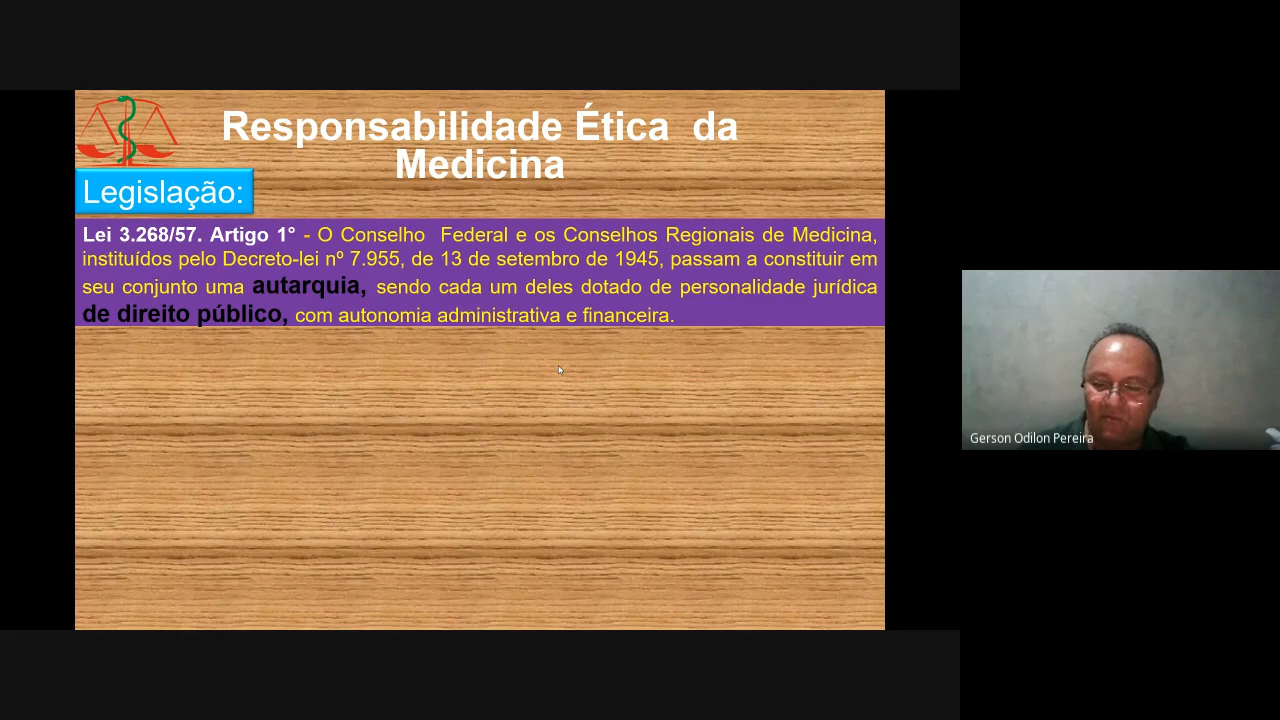 Responsabilidade Ética da
Medicina
Legislação:
Lei 3.268/57. Artigo 1° - O Conselho Federal e os Conselhos Regionais de Medicina,
instituídos pelo Decreto-lei nº 7.955, de 13 de setembro de 1945, passam a constituir em
seu conjunto uma autarquia, sendo cada um deles dotado de personalidade jurídica
de direito público, com autonomia administrativa e financeira.
Gerson Odilon Pereira